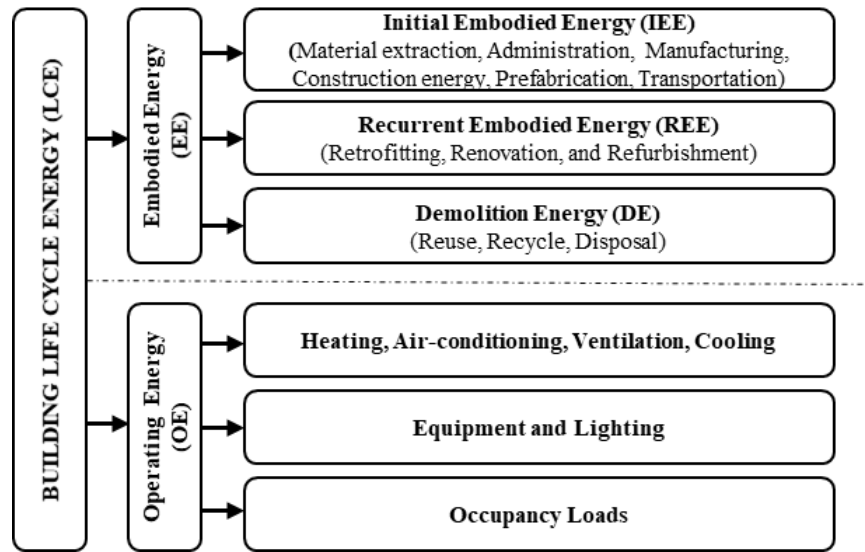 BUILDING LIFE CYCLE ENERGY (LCE)
Embodied Energy
(EE)
Initial Embodied Energy (IEE)
(Material extraction, Administration, Manufacturing,
Construction energy, Prefabrication, Transportation)
Recurrent Embodied Energy (REE)
(Retrofitting, Renovation, and Refurbishment)
Demolition Energy (DE)
(Reuse, Recycle, Disposal)
Operating Energy
(OE)
Heating, Air-conditioning, Ventilation, Cooling
Equipment and Lighting
Occupancy Loads